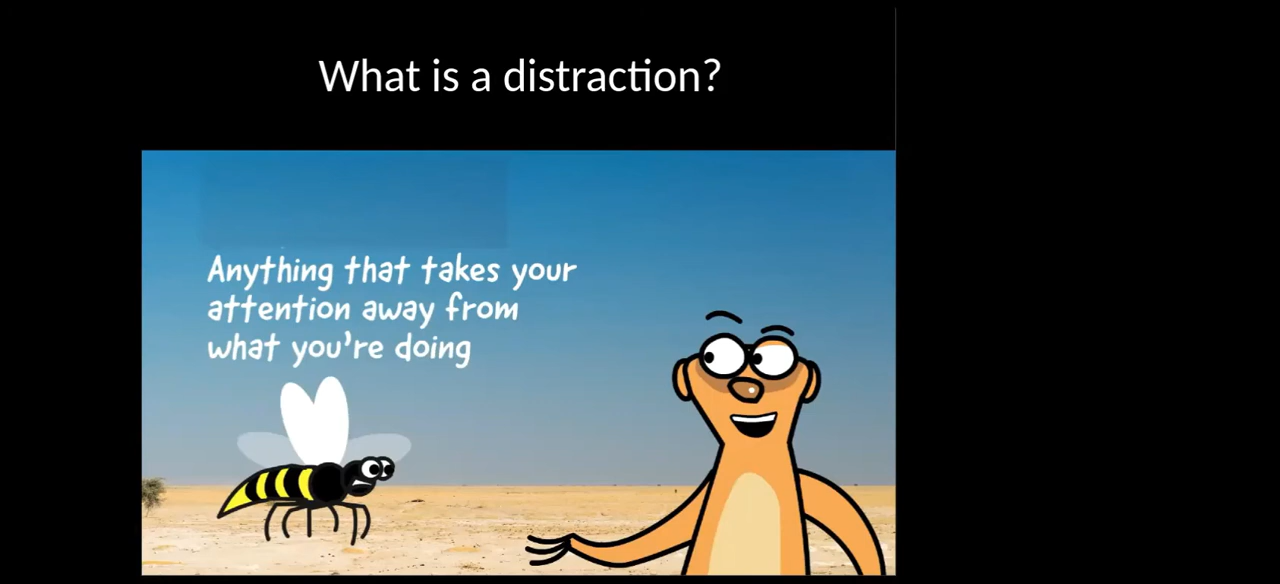 What is a distraction?
Anything that takes your
attention away from
what you're doing